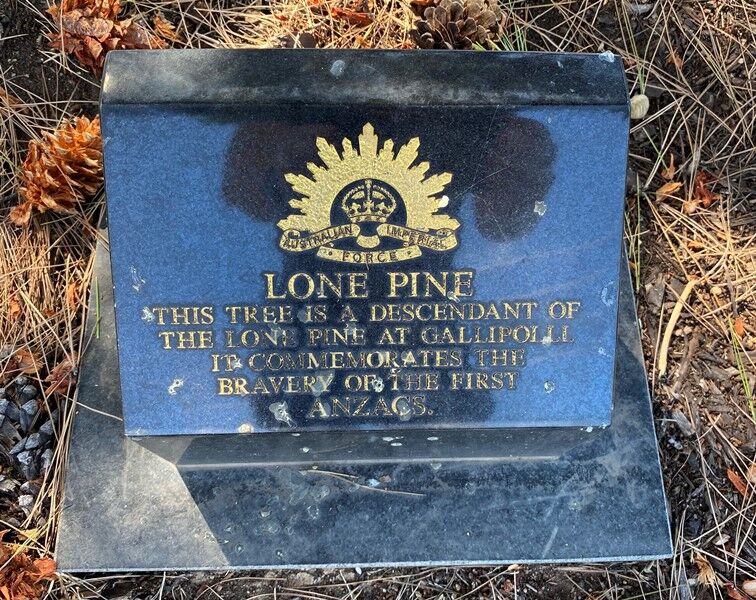 AUSTRALIAN IMPERIAL
FORCE
LONE PINE
THIS TREE IS A DESCENDANT OF
THE LONE PINE AT GALLIPOLLI.
IT COMMEMORATES THE
BRAVERY OF THE FIRST
ANZACS.